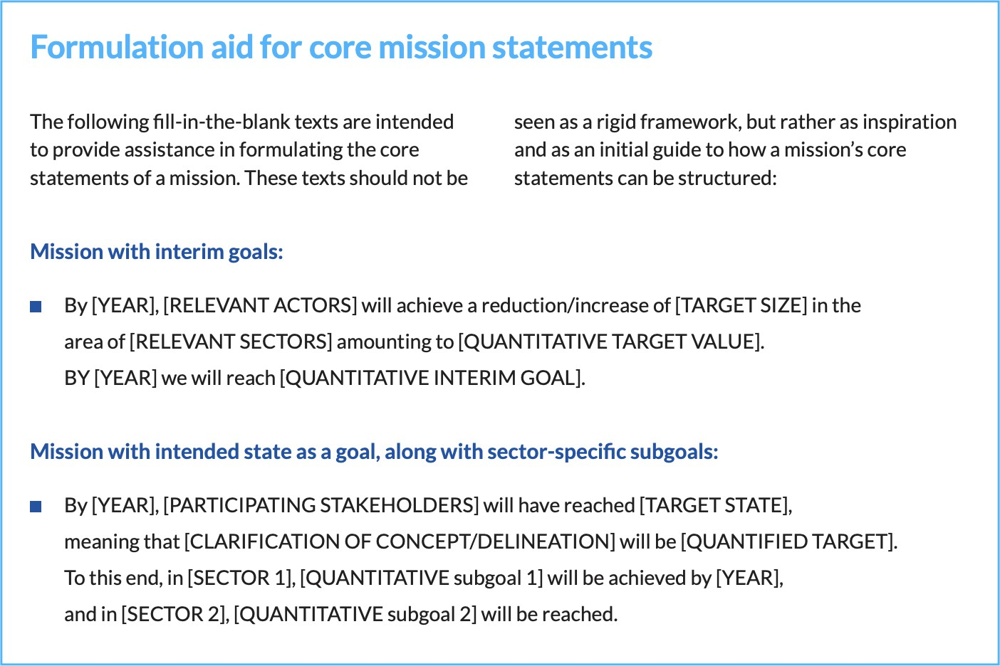 Formulation aid for core mission statements
The following fill-in-the-blank texts are intended
to provide assistance in formulating the core
statements of a mission. These texts should not be
seen as a rigid framework, but rather as inspiration
and as an initial guide to how a mission’s core
statements can be structured:
Mission with interim goals:
■ By [YEAR], [RELEVANT ACTORS] will achieve a reduction/increase of [TARGET SIZE] in the
area of [RELEVANT SECTORS] amounting to [QUANTITATIVE TARGET VALUE].
BY [YEAR] we will reach [QUANTITATIVE INTERIM GOAL].
Mission with intended state as a goal, along with sector-specific subgoals:
■ By [YEAR], [PARTICIPATING STAKEHOLDERS] will have reached [TARGET STATE],
meaning that [CLARIFICATION OF CONCEPT/DELINEATION] will be [QUANTIFIED TARGET].
To this end, in [SECTOR 1], [QUANTITATIVE subgoal 1] will be achieved by [YEAR],
and in [SECTOR 2], [QUANTITATIVE subgoal 2] will be reached.